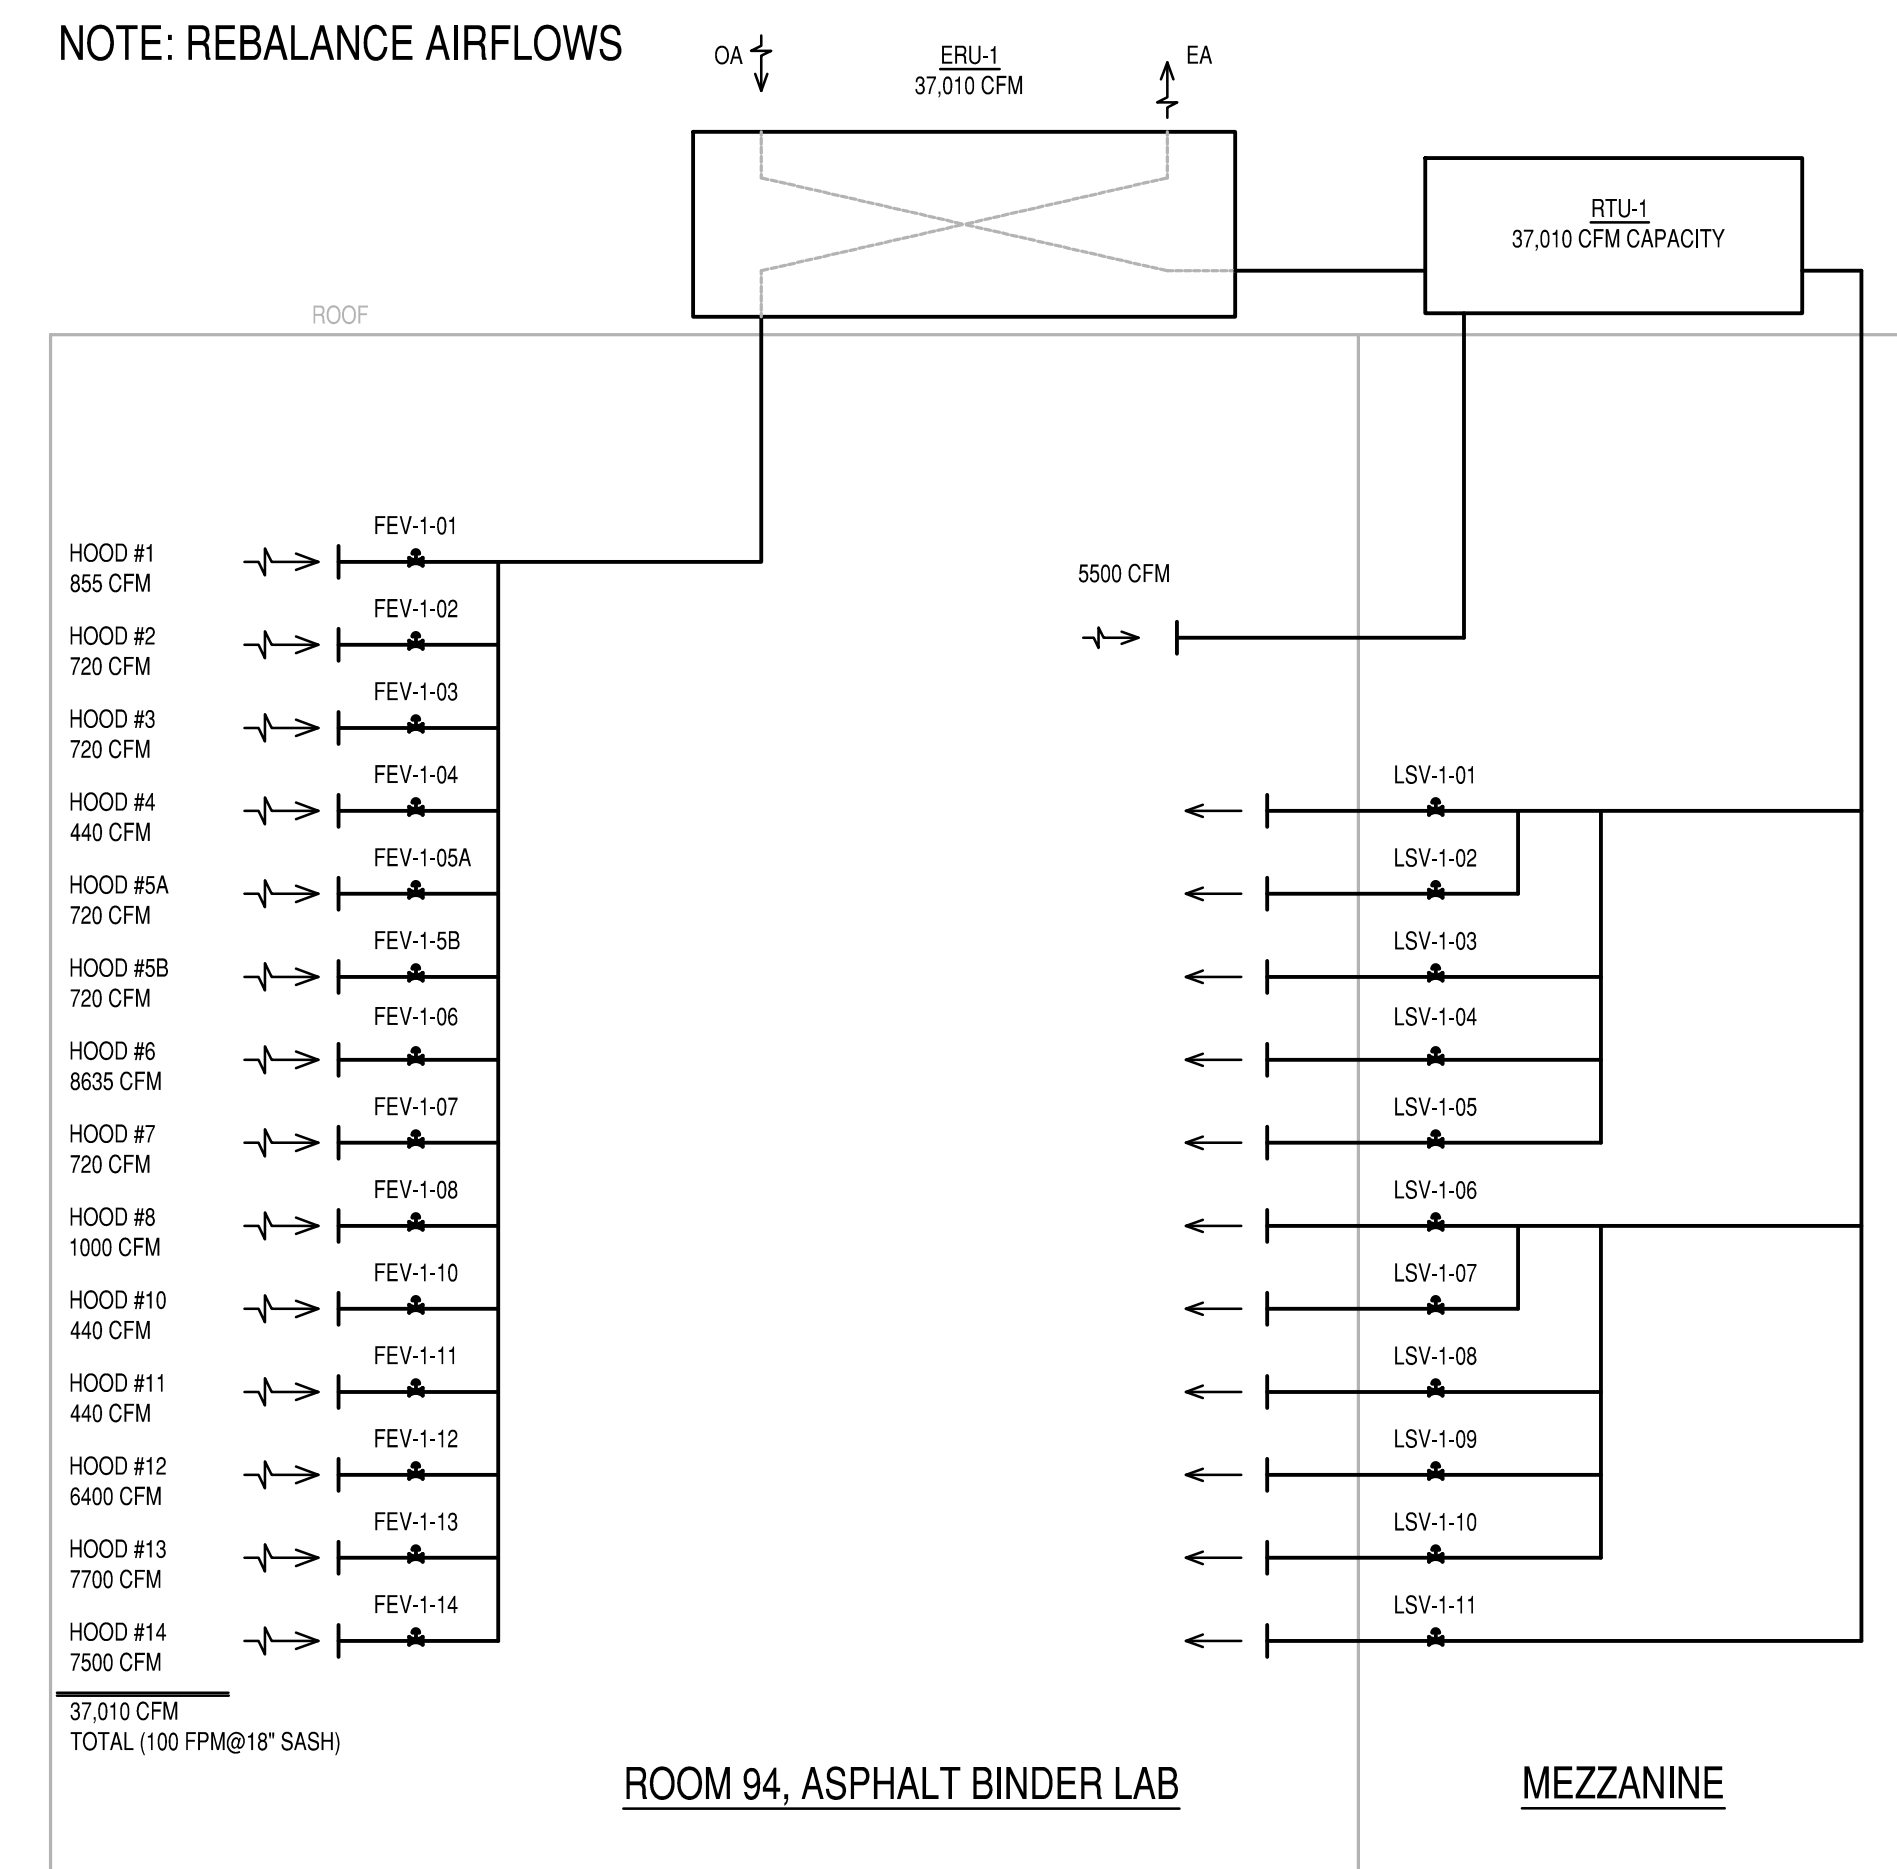 NOTE: REBALANCE AIRFLOWS
OA
ERU-1
37,010 CFM
EA
RTU-1
37,010 CFM CAPACITY
ROOF
HOOD #1
855 CFM
FEV-1-01
HOOD #2
720 CFM
FEV-1-02
HOOD #3
720 CFM
FEV-1-03
HOOD #4
440 CFM
FEV-1-04
HOOD #5A
720 CFM
FEV-1-05A
HOOD #5B
720 CFM
FEV-1-5B
HOOD #6
8635 CFM
FEV-1-06
HOOD #7
720 CFM
FEV-1-07
HOOD #8
1000 CFM
FEV-1-08
HOOD #10
440 CFM
FEV-1-10
HOOD #11
440 CFM
FEV-1-11
HOOD #12
6400 CFM
FEV-1-12
HOOD #13
7700 CFM
FEV-1-13
HOOD #14
7500 CFM
FEV-1-14
37,010 CFM
TOTAL (100 FPM@18" SASH)
5500 CFM
LSV-1-01
LSV-1-02
LSV-1-03
LSV-1-04
LSV-1-05
LSV-1-06
LSV-1-07
LSV-1-08
LSV-1-09
LSV-1-10
LSV-1-11
ROOM 94, ASPHALT BINDER LAB
MEZZANINE